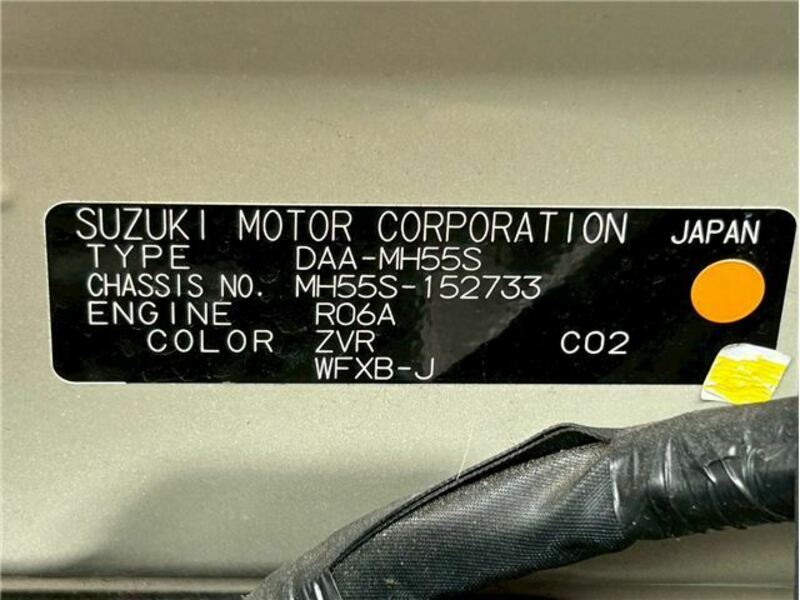 SUZUKI MOTOR CORPORATION JAPAN
TYPE DAA-MH55S
CHASSIS NO. MH55S-152733
ENGINE R06A
COLOR ZVR C02
WFXB-J